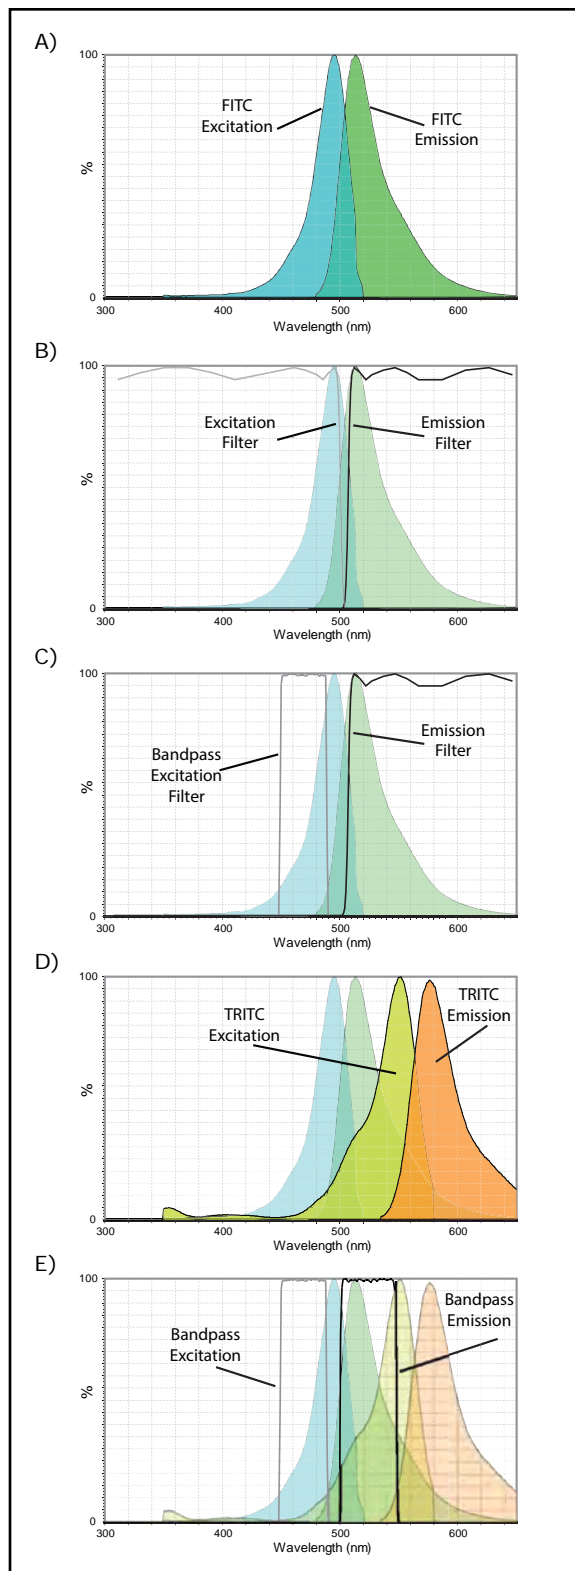 A)
100
FITC
Excitation
FITC
Emission
%
0
300
400
500
600
Wavelength (nm)
B)
100
Excitation
Filter
Emission
Filter
%
0
300
400
500
600
Wavelength (nm)
C)
100
Bandpass
Excitation
Filter
Emission
Filter
%
0
300
400
500
600
Wavelength (nm)
D)
100
TRITC
Excitation
TRITC
Emission
%
0
300
400
500
600
Wavelength (nm)
E)
100
Bandpass
Excitation
Bandpass
Emission
%
0
300
400
500
600
Wavelength (nm)